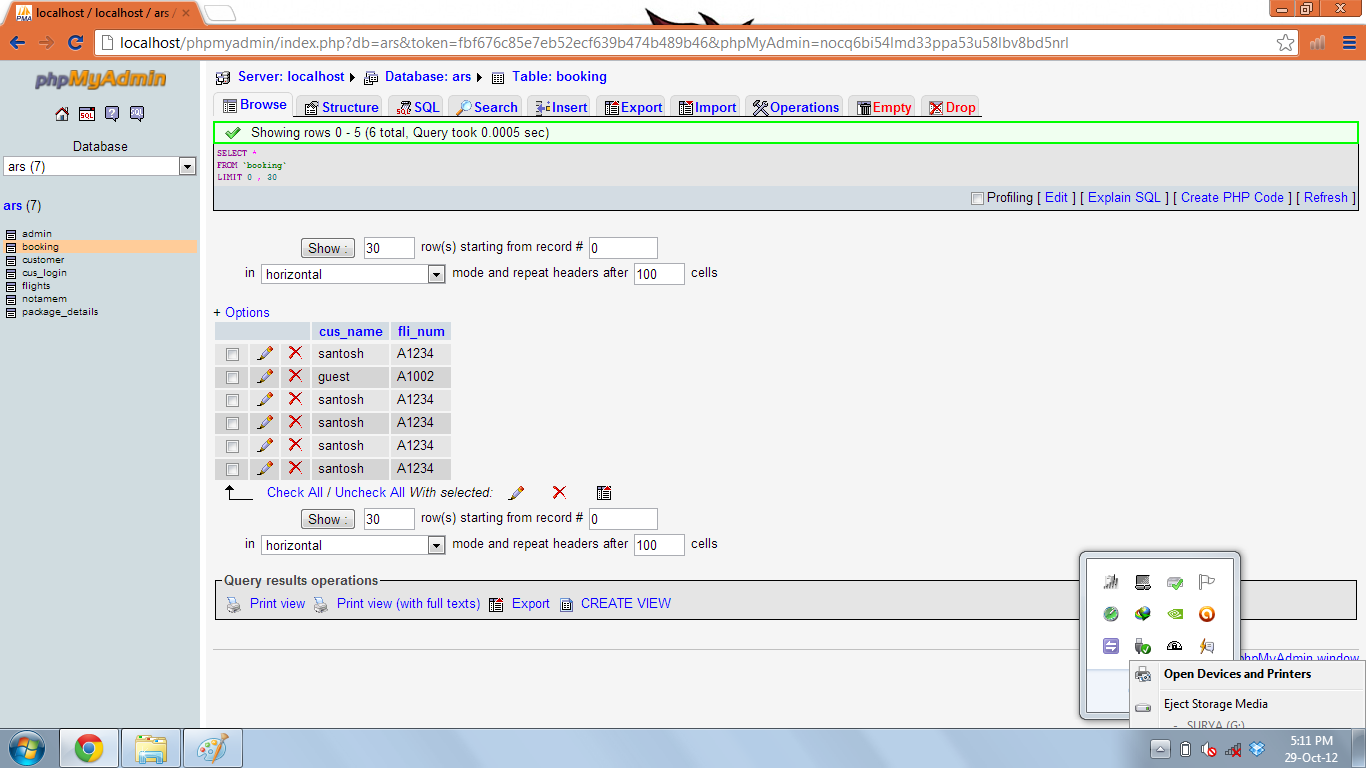 localhost / localhost / ars /
localhost/phpmyadmin/index.php?db=ars&token=fbf676c85e7eb52ecf639b474b489b46&phpMyAdmin=nocq6bi54lmd33ppa53u58lbv8bd5nrl
phpMyAdmin
Server: localhost Database: ars Table: booking
Browse Structure SQL Search Insert Export Import Operations Empty Drop
Database
ars (7)
ars (7)
admin
booking
customer
cus_login
flights
notamem
package_details
Showing rows 0 - 5 (6 total, Query took 0.0005 sec)
SELECT *
FROM `booking`
LIMIT 0 , 30
Profiling [ Edit ] [ Explain SQL ] [ Create PHP Code ] [ Refresh ]
Show : 30 row(s) starting from record # 0
in horizontal mode and repeat headers after 100 cells
+ Options
cus_name fli_num
santosh A1234
guest A1002
santosh A1234
santosh A1234
santosh A1234
santosh A1234
Check All / Uncheck All With selected:
Show : 30 row(s) starting from record # 0
in horizontal mode and repeat headers after 100 cells
Query results operations
Print view Print view (with full texts) Export CREATE VIEW
phpMyAdmin window
Open Devices and Printers
Eject Storage Media
- SURYA (G:)
5:11 PM
29-Oct-12